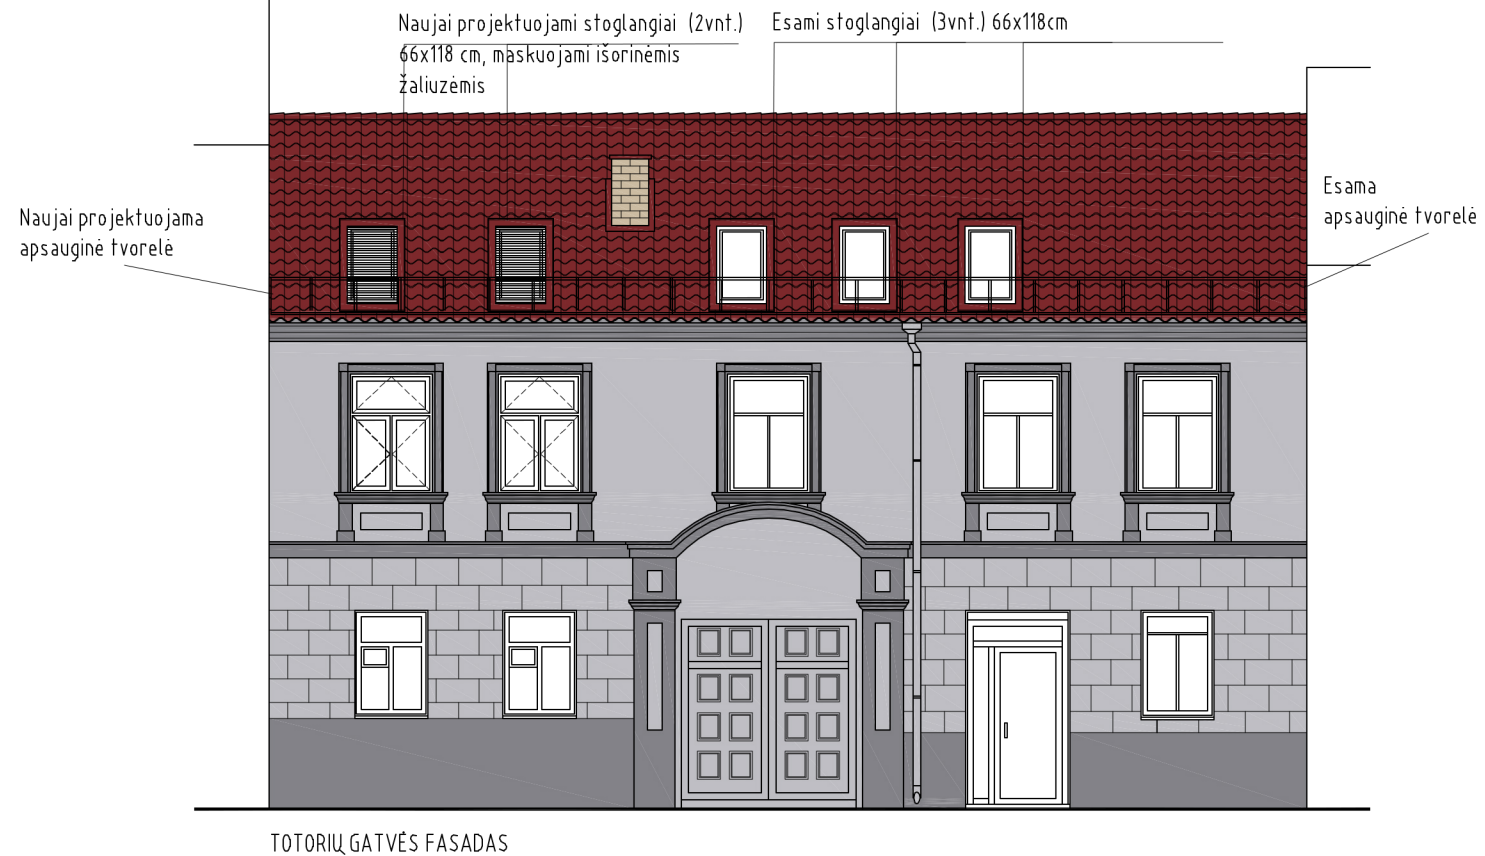 Naujai projektuojami stoglangiai (2vnt.)
66x118 cm, maskuojami išorinėmis
žaliuzėmis
Esami stoglangiai (3vnt.) 66x118cm
Naujai projektuojama
apsauginė tvorelė
Esama
apsauginė tvorelė
TOTORIŲ GATVĖS FASADAS